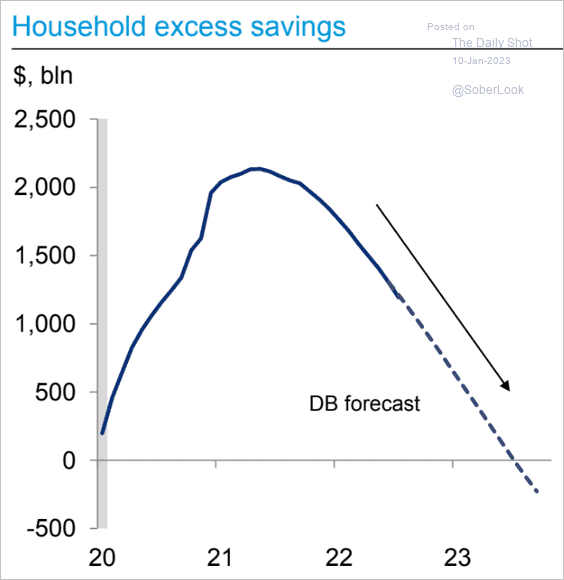 Household excess savings
Posted on
The Daily Shot
10-Jan-2023
@SoberLook
$, bln
2,500
2,000
1,500
1,000
500
0
-500
DB forecast
20
21
22
23